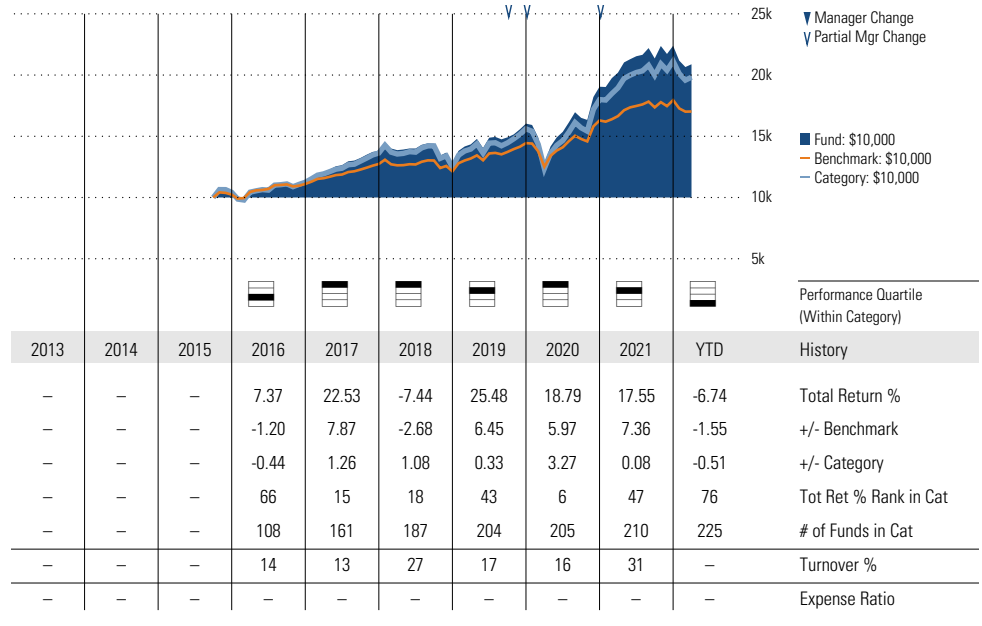 25k
20k
15k
10k
5k
Manager Change
Partial Mgr Change
Fund: $10,000
Benchmark: $10,000
Category: $10,000
Performance Quartile
(Within Category)
2013 2014 2015 2016 2017 2018 2019 2020 2021 YTD History
– – – 7.37 22.53 -7.44 25.48 18.79 17.55 -6.74 Total Return %
– – – -1.20 7.87 -2.68 6.45 5.97 7.36 -1.55 +/- Benchmark
– – – -0.44 1.26 1.08 0.33 3.27 0.08 -0.51 +/- Category
– – – 66 15 18 43 6 47 76 Tot Ret % Rank in Cat
– – – 108 161 187 204 205 210 225 # of Funds in Cat
– – – 14 13 27 17 16 31 – Turnover %
– – – – – – – – – – Expense Ratio